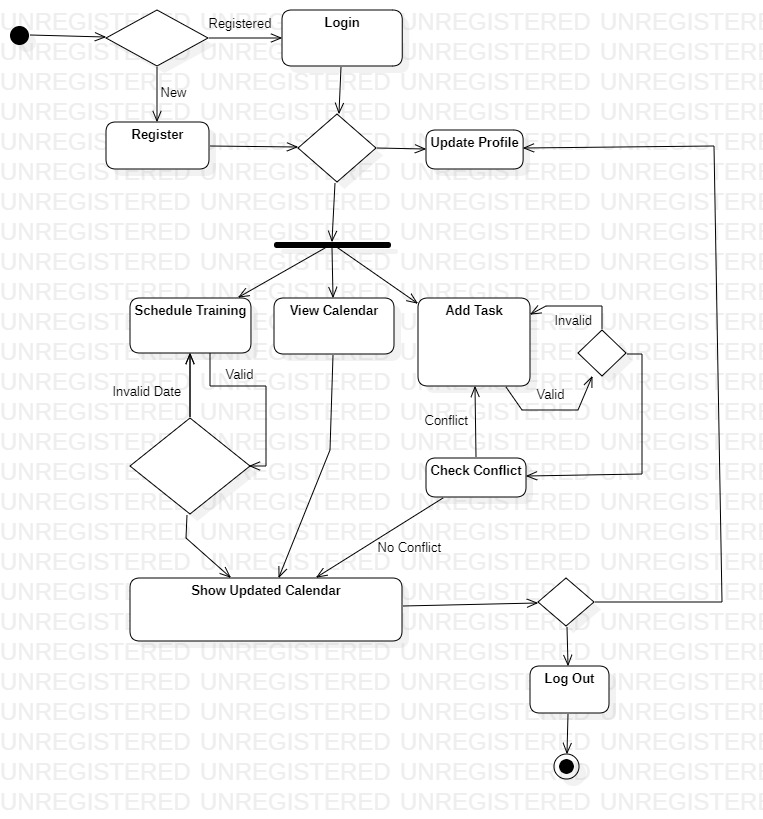 Registered
Login
New
Register
Update Profile
Schedule Training
View Calendar
Add Task
Invalid
Valid
Invalid Date
Valid
Conflict
Check Conflict
No Conflict
Show Updated Calendar
Log Out
UNREGISTERED UNREGISTERED UNREGISTERED UNREGISTERED